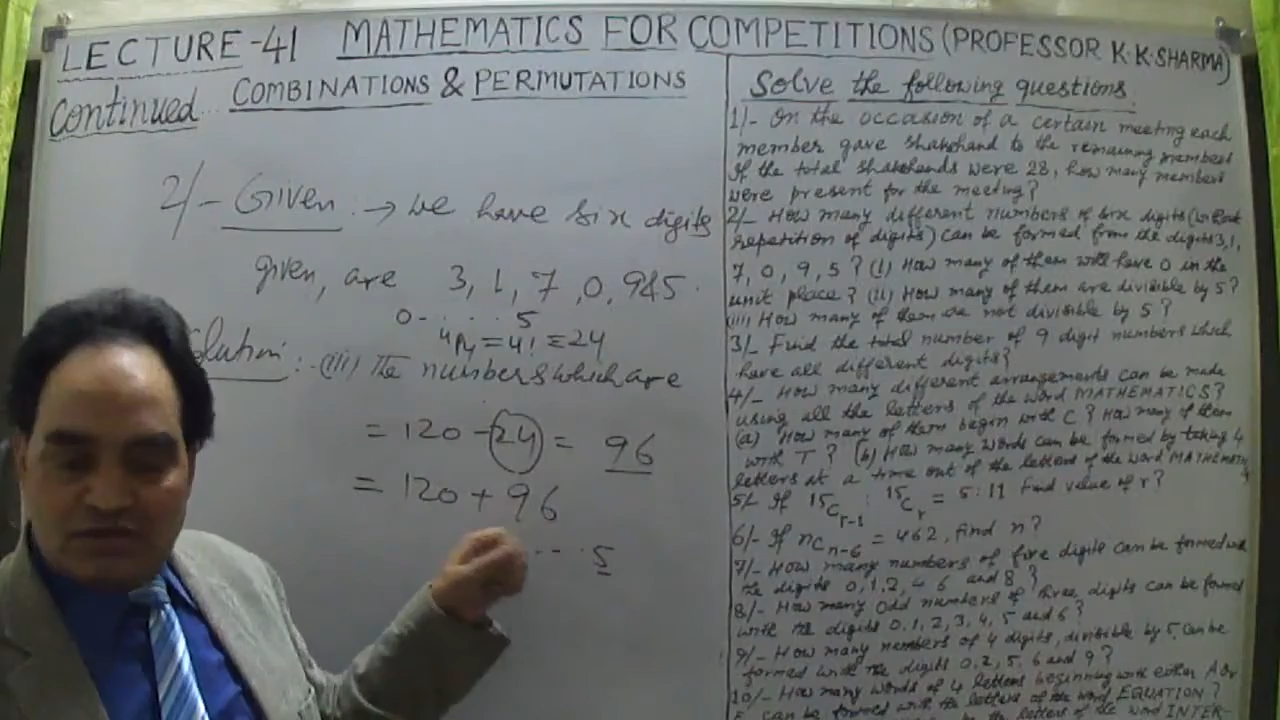 LECTURE-41 MATHEMATICS FOR COMPETITIONS (PROFESSOR K·K·SHARMA)
Continued... COMBINATIONS & PERMUTATIONS
2/- Given :→ we have six digits
given, are 3, 1, 7, 0, 9 & 5.
0 - . . . . 5
⁴P₄ = 4! = 24
olution: - (iii) The numbers which are
= 120 - 24 = 96
= 120 + 96
- - - . 5
Solve the following questions.
1/- On the occasion of a certain meeting each
member gave shakehand to the remaining members
If the total shakehands were 28, how many members
were present for the meeting?
2/- How many different numbers of six digits (without
repetition of digits) can be formed from the digits 3, 1,
7, 0, 9, 5 ? (i) How many of them will have 0 in the
unit place? (ii) How many of them are divisible by 5?
(iii) How many of them are not divisible by 5 ?
3/- Find the total number of 9 digit numbers which
have all different digits?
4/- How many different arrangements can be made
using all the letters of the word MATHEMATICS?
(a) How many of them begin with C ? How many of them
with T ? (b) How many words can be formed by taking 4
letters at a time out of the letters of the word MATHEMAT
5/- If 15Cr-1 : 15Cr = 5:11 find value of r?
6/- If nCn-6 = 462, find n?
7/- How many numbers of five digits can be formed with
the digits 0, 1, 2, 4 6 and 8 ?
8/- How many odd numbers of three digits can be formed
with the digits 0, 1, 2, 3, 4, 5 and 6 ?
9/- How many numbers of 4 digits, divisible by 5, can be
formed with the digits 0, 2, 5, 6 and 9 ?
10/- How many words of 4 letters beginning with either A or
E can be formed with the letters of the word EQUATION ?
by the letters of the word INTER-